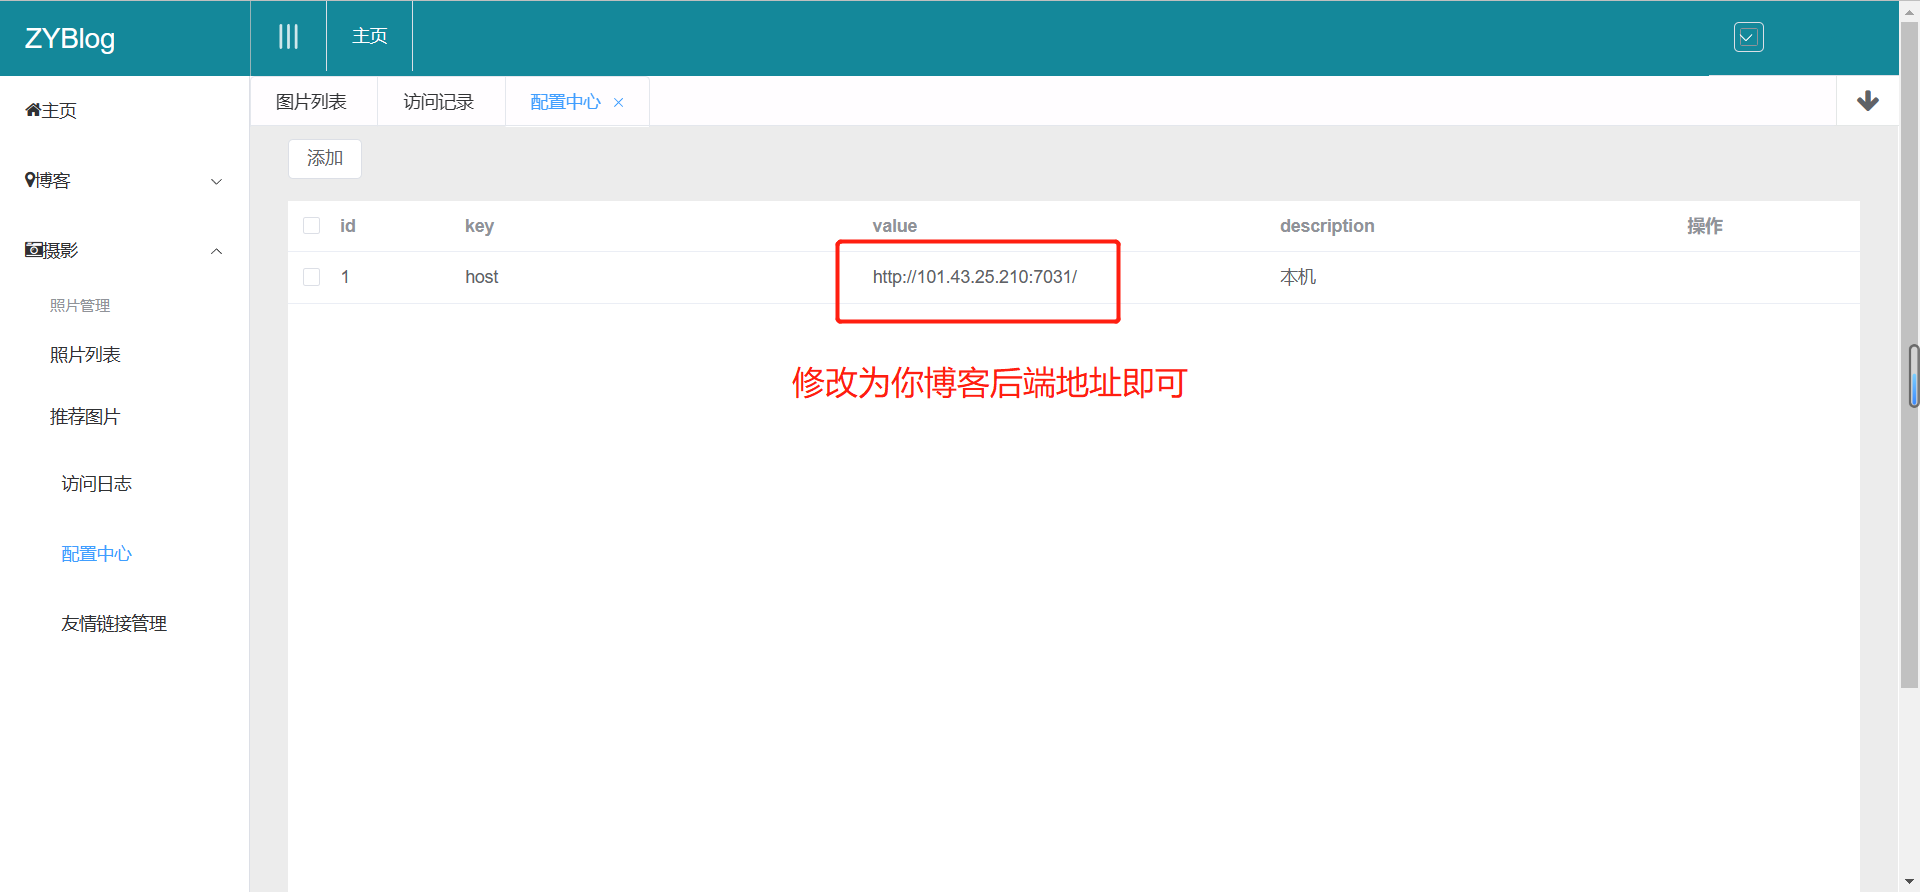 ZYBlog
主页
主页
博客
摄影
照片管理
照片列表
推荐图片
访问日志
配置中心
友情链接管理
图片列表 访问记录 配置中心
添加
id key value description 操作
1 host http://101.43.25.210:7031/ 本机
修改为你博客后端地址即可